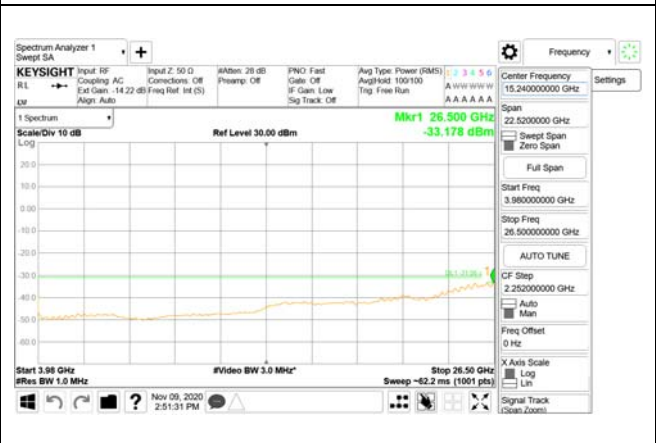 Spectrum Analyzer 1
Swept SA
+
Frequency
KEYSIGHT
RL
Input: RF
Coupling: AC
Ext Gain: -14.22 dB
Align: Auto
Input Z: 50 Ω
Corrections: Off
Freq Ref: Int (S)
#Atten: 28 dB
Preamp: Off
PNO: Fast
Gate: Off
IF Gain: Low
Sig Track: Off
Avg Type: Power (RMS)
Avg|Hold: 100/100
Trig: Free Run
1 2 3 4 5 6
A W W W W W
A A A A A A
1 Spectrum
Scale/Div 10 dB
Ref Level 30.00 dBm
Mkr1 26.500 GHz
-33.178 dBm
Log
20.0
10.0
0.00
-10.0
-20.0
-30.0
-40.0
-50.0
-60.0
1
Start 3.98 GHz
#Res BW 1.0 MHz
#Video BW 3.0 MHz*
Stop 26.50 GHz
Sweep ~62.2 ms (1001 pts)
Nov 09, 2020
2:51:31 PM
?
Center Frequency
15.240000000 GHz
Settings
Span
22.5200000 GHz
Swept Span
Zero Span
Full Span
Start Freq
3.980000000 GHz
Stop Freq
26.500000000 GHz
AUTO TUNE
CF Step
2.252000000 GHz
Auto
Man
Freq Offset
0 Hz
X Axis Scale
Log
Lin
Signal Track
(Span Zoom)